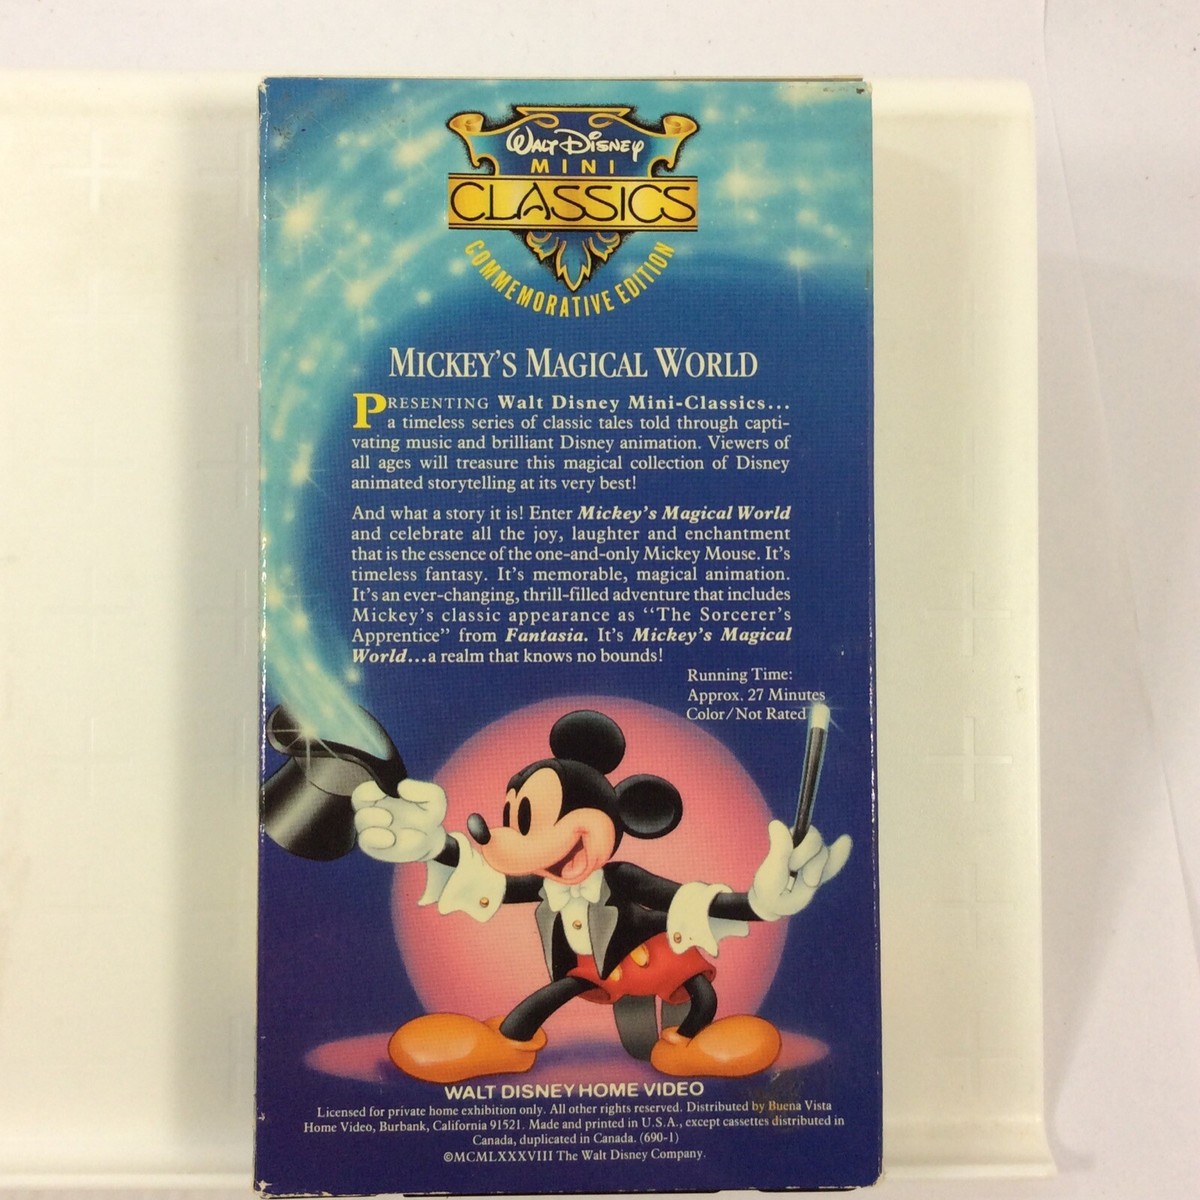 WALT DISNEY
MINI
CLASSICS
COMMEMORATIVE EDITION
MICKEY'S MAGICAL WORLD
PRESENTING Walt Disney Mini-Classics...
a timeless series of classic tales told through capti-
vating music and brilliant Disney animation. Viewers of
all ages will treasure this magical collection of Disney
animated storytelling at its very best!
And what a story it is! Enter Mickey's Magical World
and celebrate all the joy, laughter and enchantment
that is the essence of the one-and-only Mickey Mouse. It's
timeless fantasy. It's memorable, magical animation.
It's an ever-changing, thrill-filled adventure that includes
Mickey's classic appearance as "The Sorcerer's
Apprentice" from Fantasia. It's Mickey's Magical
World...a realm that knows no bounds!
Running Time:
Approx. 27 Minutes
Color/Not Rated
WALT DISNEY HOME VIDEO
Licensed for private home exhibition only. All other rights reserved. Distributed by Buena Vista
Home Video, Burbank, California 91521. Made and printed in U.S.A., except cassettes distributed in
Canada, duplicated in Canada. (690-1)
©MCMLXXXVIII The Walt Disney Company.